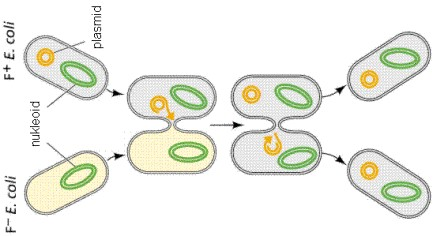 F+ E. coli
plasmid
nukleoid
F− E. coli